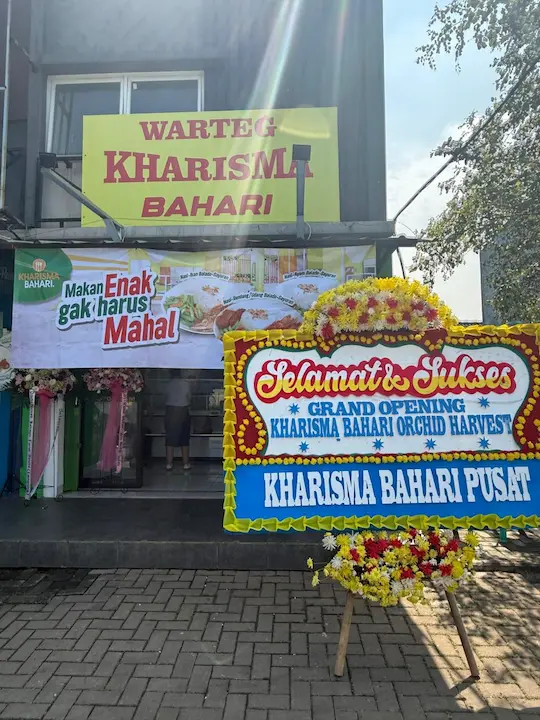 WARTEG
KHARISMA
BAHARI
KHARISMA
BAHARI
Makan Enak
gak harus
Mahal
Selamat & Sukses
GRAND OPENING
KHARISMA BAHARI ORCHID HARVEST
KHARISMA BAHARI PUSAT